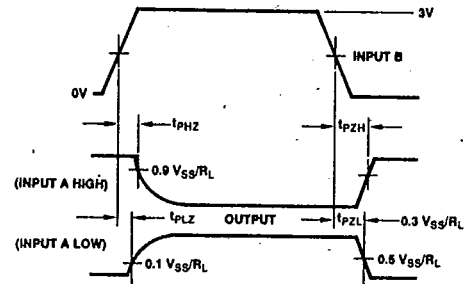 3V
INPUT B
0V
tPHZ
tPZH
0.9 VSS/RL
(INPUT A HIGH)
tPLZ
OUTPUT
tPZL
0.3 VSS/RL
(INPUT A LOW)
0.1 VSS/RL
0.5 VSS/RL